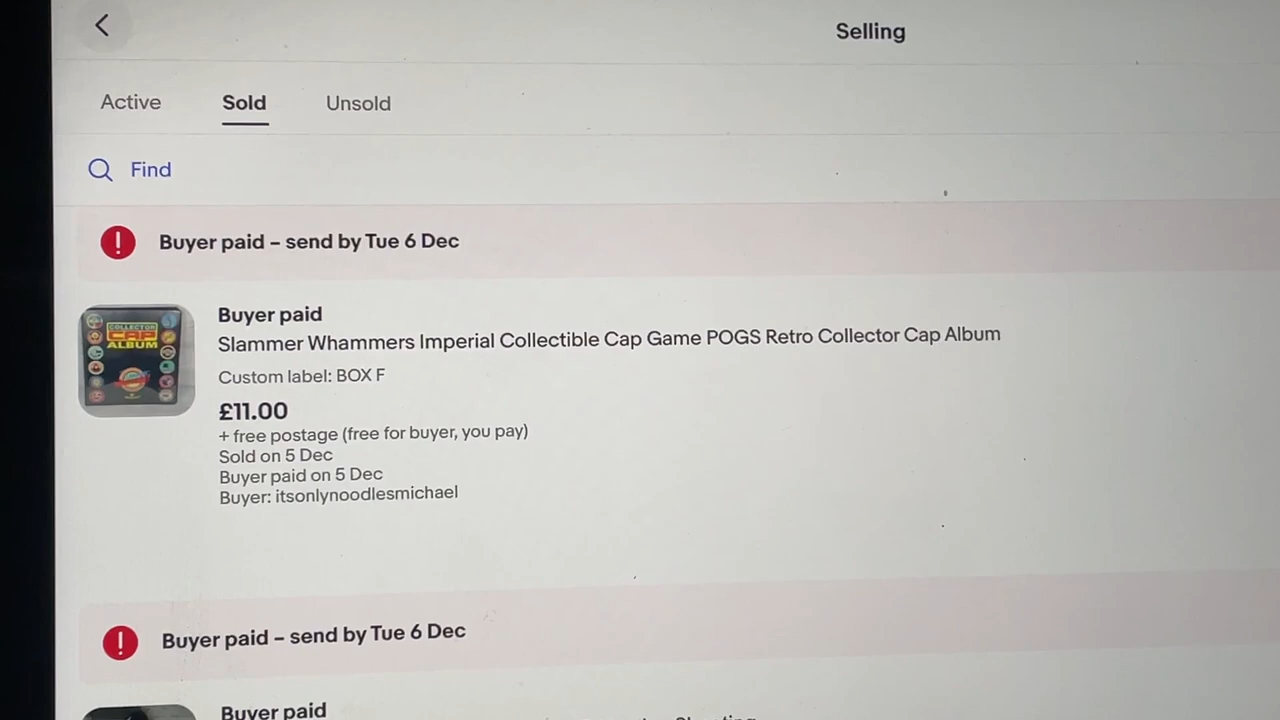 Selling
Active
Sold
Unsold
Find
Buyer paid – send by Tue 6 Dec
COLLECTOR
CAP
ALBUM
Buyer paid
Slammer Whammers Imperial Collectible Cap Game POGS Retro Collector Cap Album
Custom label: BOX F
£11.00
+ free postage (free for buyer, you pay)
Sold on 5 Dec
Buyer paid on 5 Dec
Buyer: itsonlynoodlesmichael
Buyer paid – send by Tue 6 Dec
Buyer paid